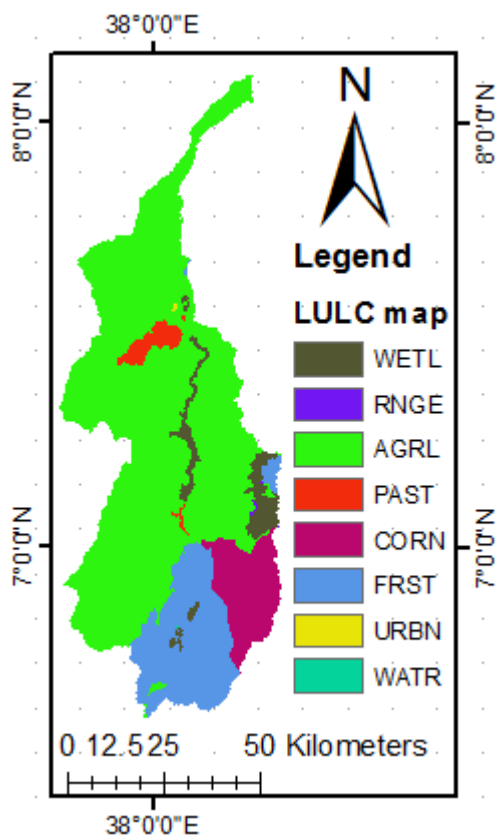 38°0'0"E
8°0'0"N
8°0'0"N
N
Legend
LULC map
WETL
RNGE
AGRL
PAST
CORN
FRST
URBN
WATR
7°0'0"N
7°0'0"N
0 12.5 25 50 Kilometers
38°0'0"E